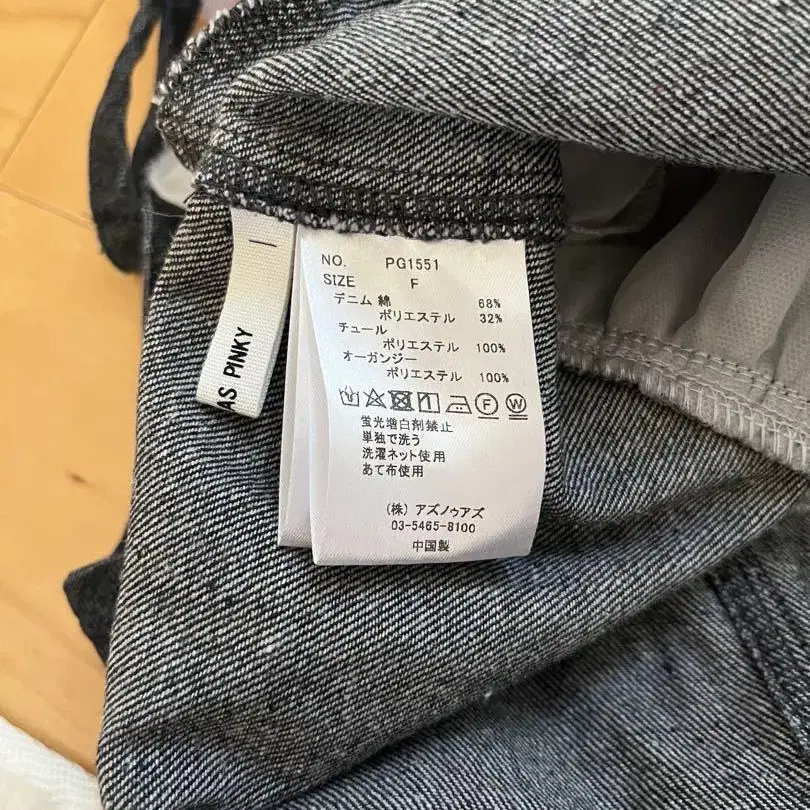 AS PINKY
NO. PG1551
SIZE F
デニム 綿 68%
ポリエステル 32%
チュール
ポリエステル 100%
オーガンジー
ポリエステル 100%
F W
蛍光増白剤禁止
単独で洗う
洗濯ネット使用
あて布使用
(株) アズノゥアズ
03-5465-8100
中国製